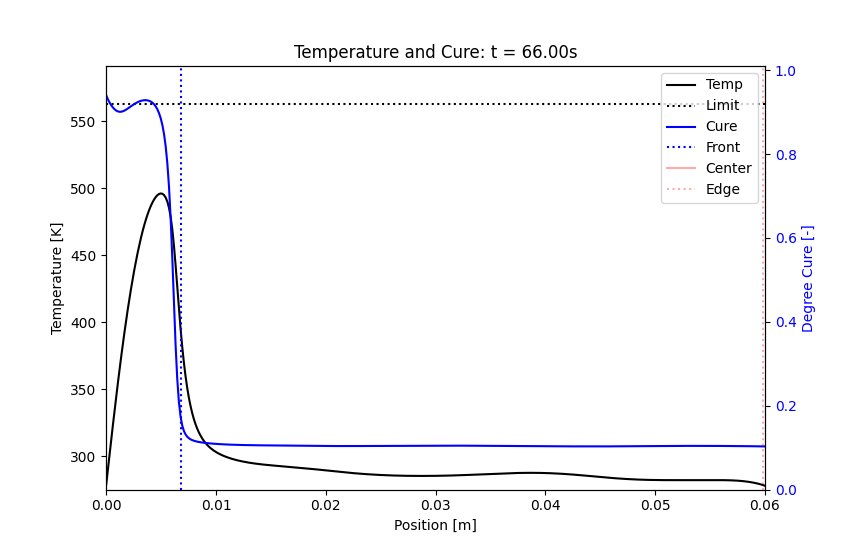 Temperature and Cure: t = 66.00s
Temp
Limit
Cure
Front
Center
Edge
550
500
450
400
350
300
Temperature [K]
1.0
0.8
0.6
0.4
0.2
0.0
Degree Cure [-]
0.00 0.01 0.02 0.03 0.04 0.05 0.06
Position [m]